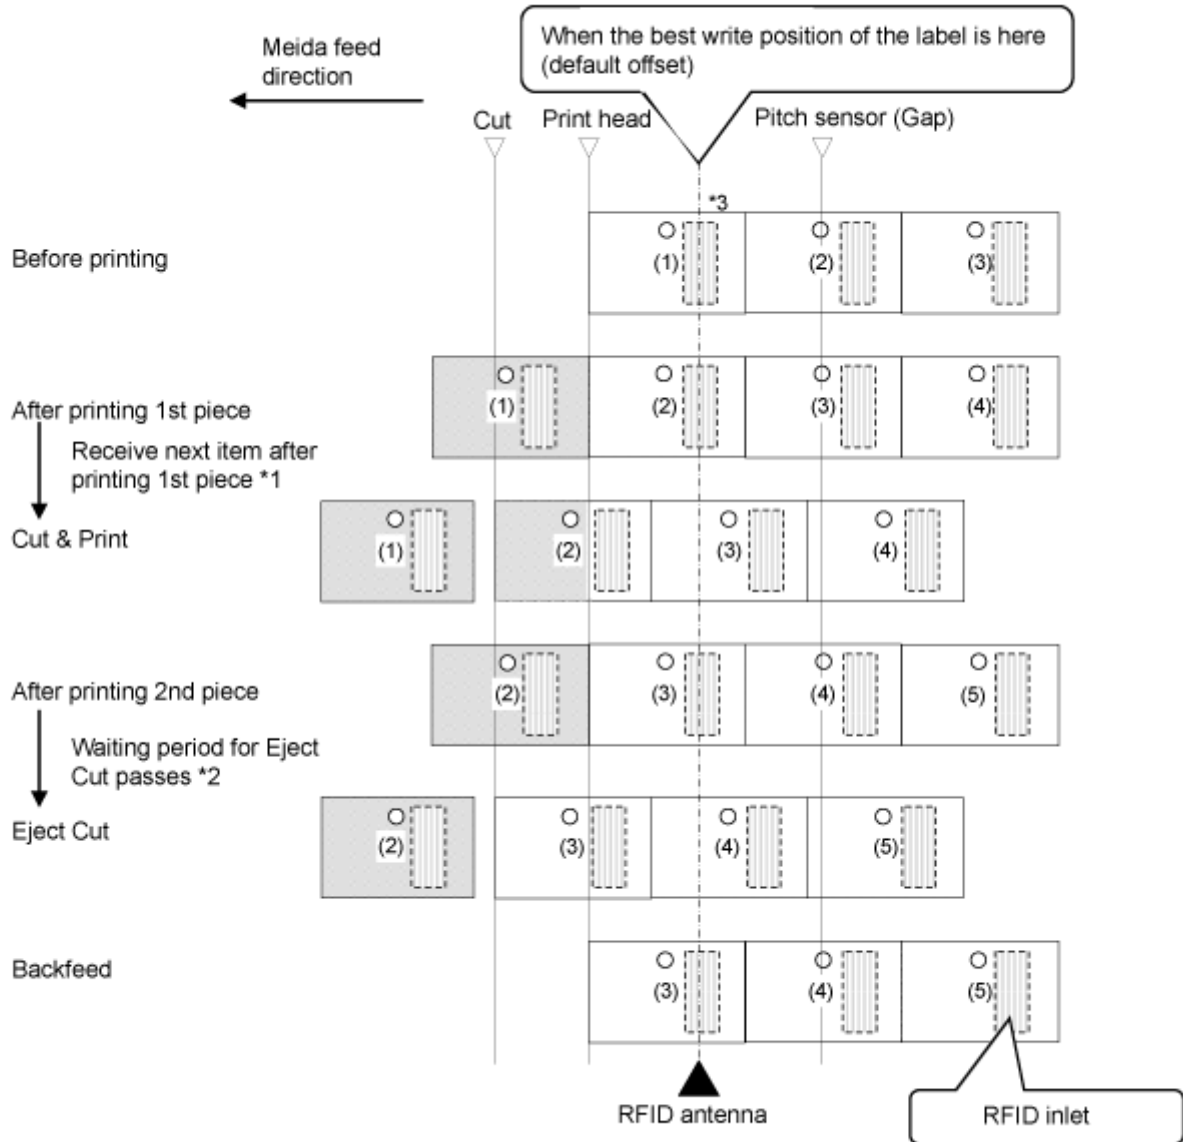 When the best write position of the label is here
(default offset)
Meida feed
direction
Cut
Print head
Pitch sensor (Gap)
*3
Before printing
(1)
(2)
(3)
After printing 1st piece
(1)
(2)
(3)
(4)
Receive next item after
printing 1st piece *1
Cut & Print
(1)
(2)
(3)
(4)
After printing 2nd piece
(2)
(3)
(4)
(5)
Waiting period for Eject
Cut passes *2
Eject Cut
(2)
(3)
(4)
(5)
Backfeed
(3)
(4)
(5)
RFID antenna
RFID inlet